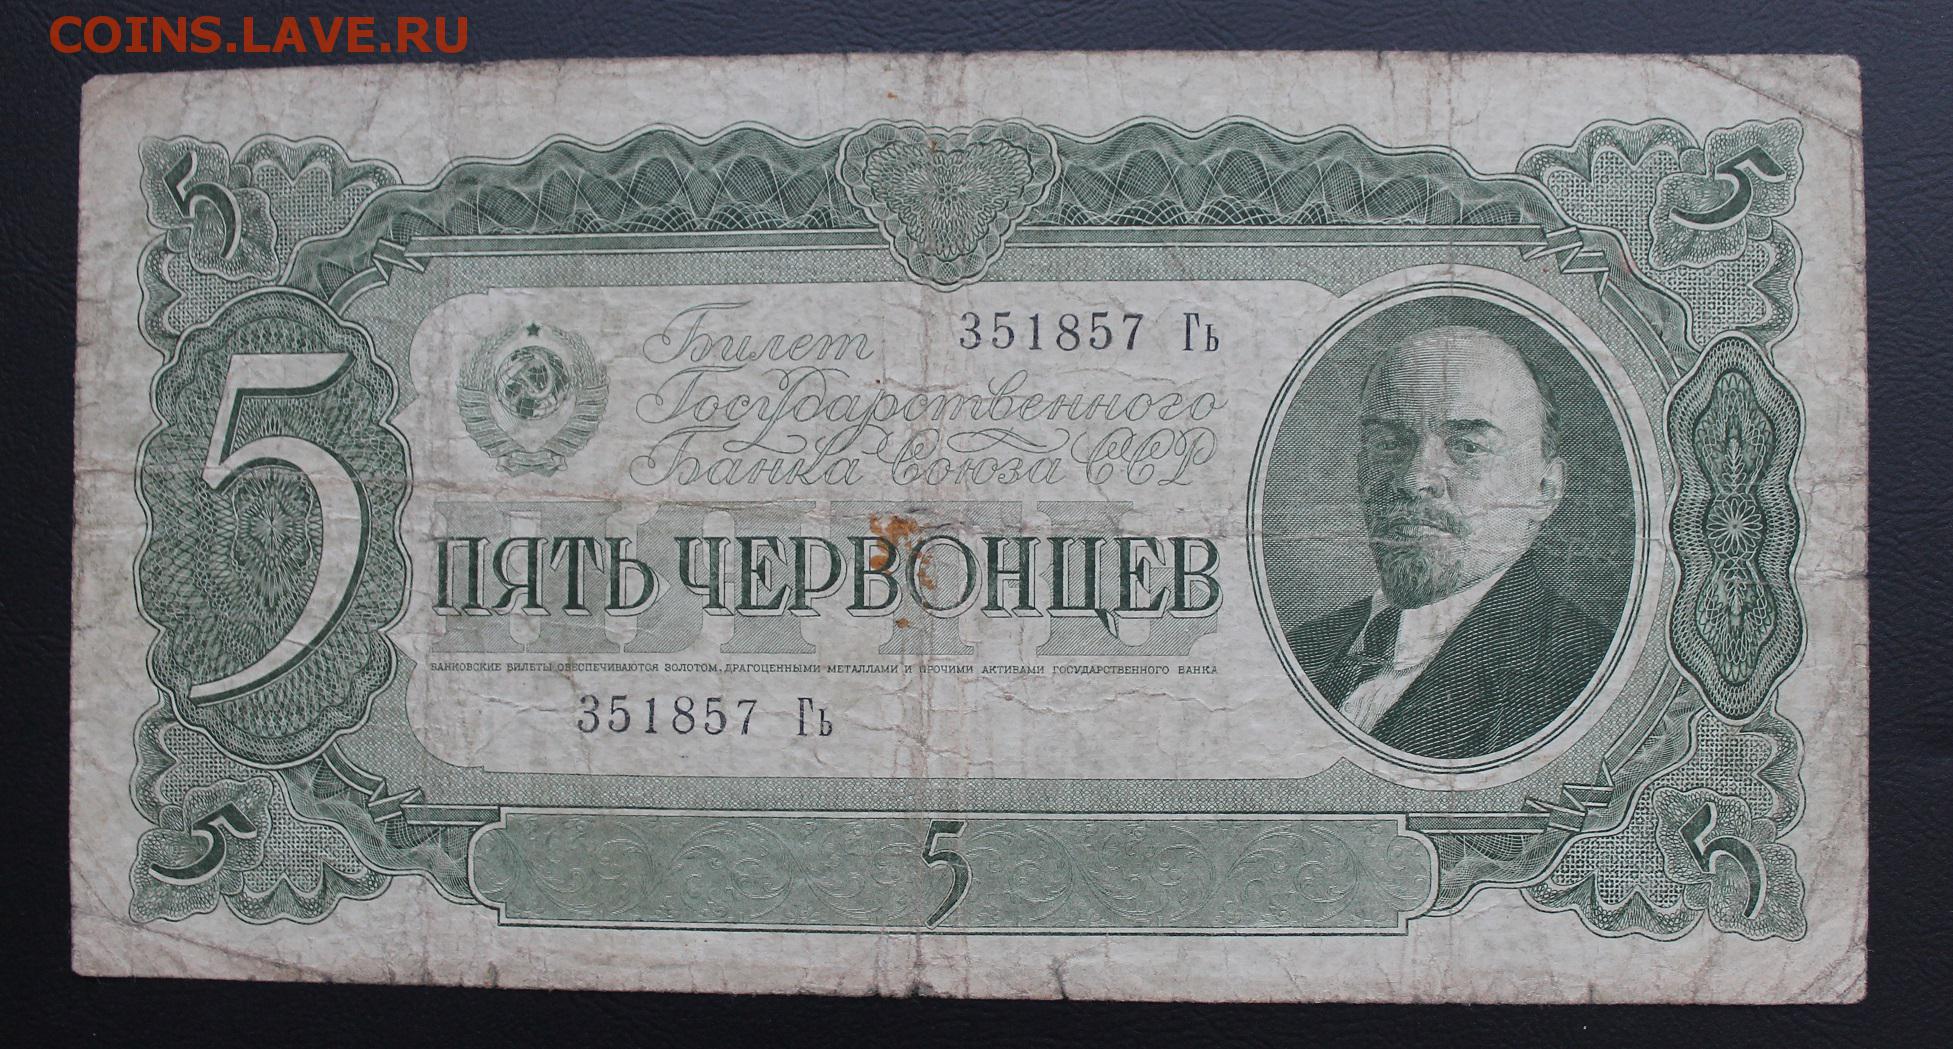 COINS.LAVE.RU
5 5
Билет 351857 Гь
Государственного
Банка Союза ССР
5
ПЯТЬ
ПЯТЬ ЧЕРВОНЦЕВ
БАНКОВСКИЕ БИЛЕТЫ ОБЕСПЕЧИВАЮТСЯ ЗОЛОТОМ, ДРАГОЦЕННЫМИ МЕТАЛЛАМИ И ПРОЧИМИ АКТИВАМИ ГОСУДАРСТВЕННОГО БАНКА
351857 Гь
5 5 5